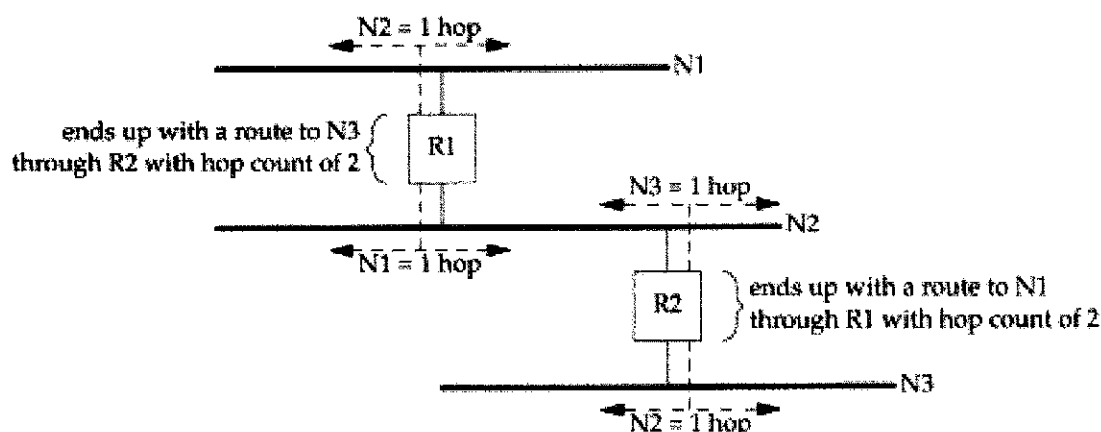 N2 = 1 hop
N1
ends up with a route to N3
through R2 with hop count of 2
R1
N3 = 1 hop
N2
N1 = 1 hop
R2
ends up with a route to N1
through R1 with hop count of 2
N3
N2 = 1 hop